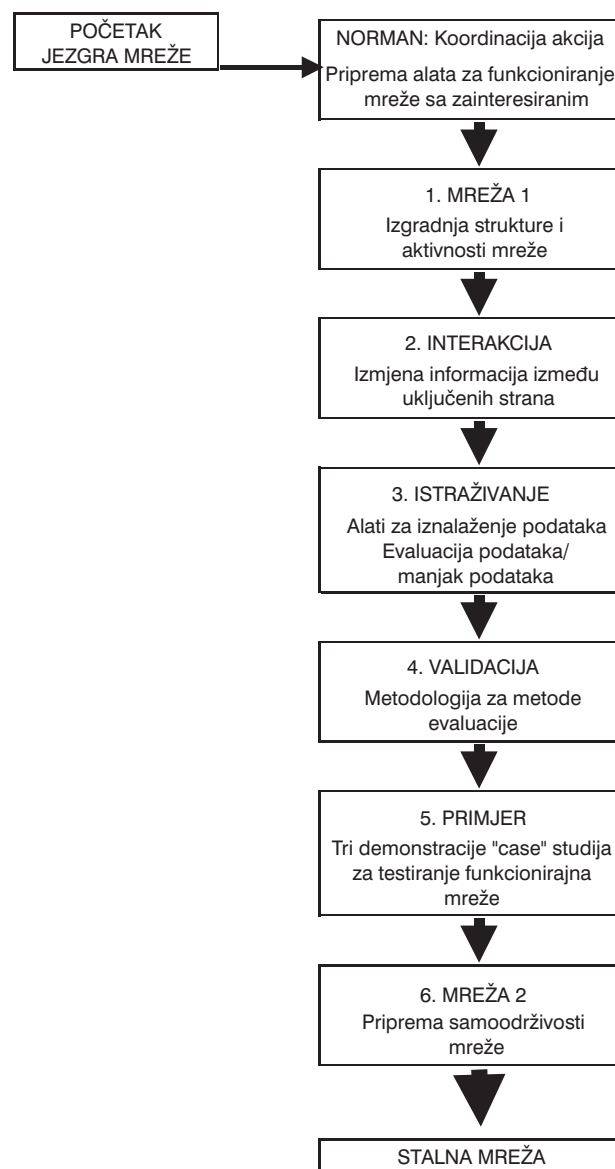 POČETAK
JEZGRA MREŽE
NORMAN: Koordinacija akcija
Priprema alata za funkcioniranje
mreže sa zainteresiranim
1. MREŽA 1
Izgradnja strukture i
aktivnosti mreže
2. INTERAKCIJA
Izmjena informacija između
uključenih strana
3. ISTRAŽIVANJE
Alati za iznalaženje podataka
Evaluacija podataka/
manjak podataka
4. VALIDACIJA
Metodologija za metode
evaluacije
5. PRIMJER
Tri demonstracije "case" studija
za testiranje funkcionirajna
mreže
6. MREŽA 2
Priprema samoodrživosti
mreže
STALNA MREŽA